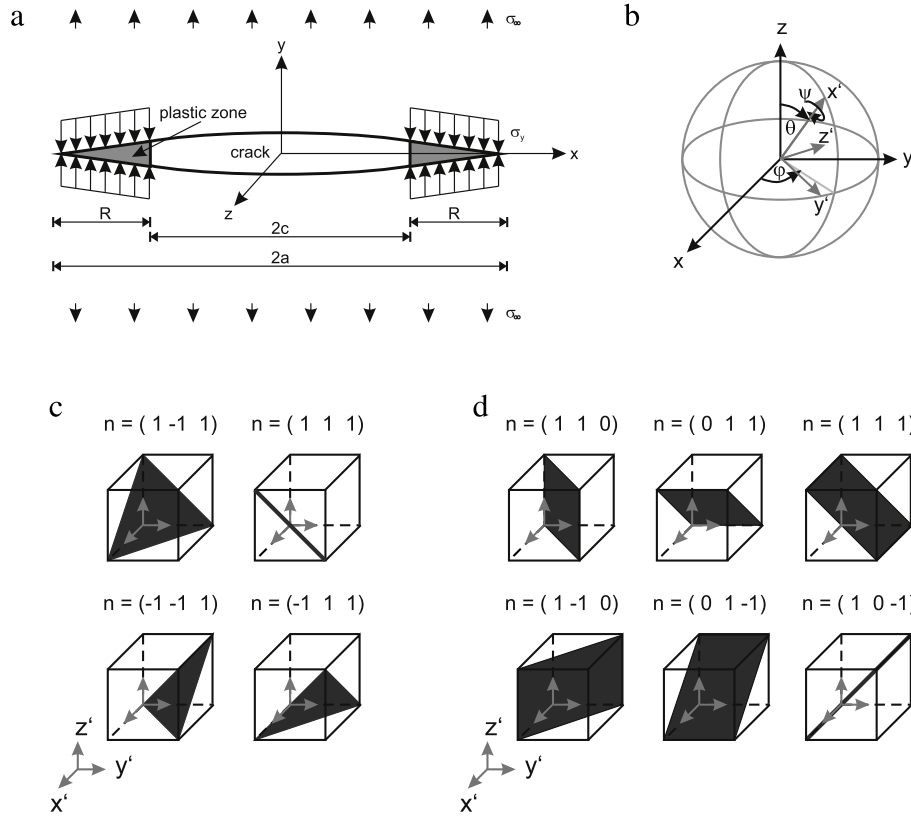 a
σ∞
y
plastic zone
σy
crack
x
z
R
2c
R
2a
σ∞
b
z
ψ
x‘
θ
z‘
y
φ
y‘
x
c
n = ( 1 -1 1)
n = ( 1 1 1)
n = (-1 -1 1)
n = (-1 1 1)
z‘
y‘
x‘
d
n = ( 1 1 0)
n = ( 0 1 1)
n = ( 1 1 1)
n = ( 1 -1 0)
n = ( 0 1 -1)
n = ( 1 0 -1)
z‘
y‘
x‘